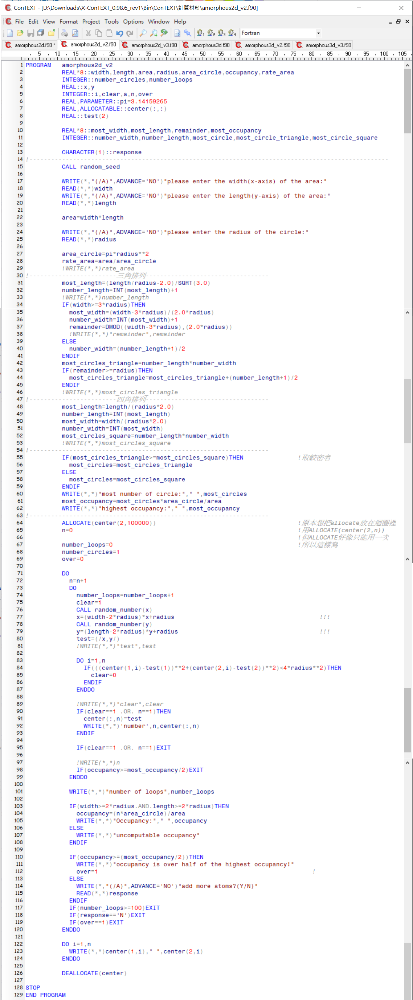 ConTEXT - [D:\Downloads\X-ConTEXT_0.98.6_rev1\Bin\ConTEXT\計算材料\amorphous2d_v2.f90]
File Edit View Format Project Tools Options Window Help
1 2 3 4 Fortran
amorphous2d.f90 * amorphous2d_v2.f90 amorphous2d_v3.f90 amorphous3d.f90 amorphous3d_v2.f90 amorphous3d_v3.f90
5 10 15 20 25 30 35 40 45 50 55 60 65 70 75 80 85 90 95 100 105
1 PROGRAM   amorphous2d_v2
2           REAL*8::width,length,area,radius,area_circle,occupancy,rate_area
3           INTEGER::number_circles,number_loops
4           REAL::x,y
5           INTEGER::i,clear,a,n,over
6           REAL,PARAMETER::pi=3.14159265
7           REAL,ALLOCATABLE::center(:,:)
8           REAL::test(2)
9
10           REAL*8::most_width,most_length,remainder,most_occupancy
11           INTEGER::number_width,number_length,most_circle,most_circle_triangle,most_circle_square
12
13           CHARACTER(1)::response
14 !---------------------------------------------------------------------------------------------------
15           CALL random_seed
16
17           WRITE(*,"(/A)",ADVANCE='NO')"please enter the width(x-axis) of the area:"
18           READ(*,*)width
19           WRITE(*,"(/A)",ADVANCE='NO')"please enter the length(y-axis) of the area:"
20           READ(*,*)length
21
22           area=width*length
23
24           WRITE(*,"(/A)",ADVANCE='NO')"please enter the radius of the circle:"
25           READ(*,*)radius
26
27           area_circle=pi*radius**2
28           rate_area=area/area_circle
29           !WRITE(*,*)rate_area
30 !------------------------三角排列----------------------------------
31           most_length=(length/radius-2.0)/SQRT(3.0)
32           number_length=INT(most_length)+1
33           !WRITE(*,*)number_length
34           IF(width>=3*radius)THEN
35             most_width=(width-3*radius)/(2.0*radius)
36             number_width=INT(most_width)+1
37             remainder=DMOD((width-3*radius),(2.0*radius))
38             !WRITE(*,*)"remainder",remainder
39           ELSE
40             number_width=(number_length+1)/2
41           ENDIF
42           most_circles_triangle=number_length*number_width
43           IF(remainder>=radius)THEN
44             most_circles_triangle=most_circles_triangle+(number_length+1)/2
45           ENDIF
46           !WRITE(*,*)most_circles_triangle
47 !------------------------四角排列----------------------------------
48           most_length=length/(radius*2.0)
49           number_length=INT(most_length)
50           most_width=width/(radius*2.0)
51           number_width=INT(most_width)
52           most_circles_square=number_length*number_width
53           !WRITE(*,*)most_circles_square
54 !------------------------------------------------------------------
55           IF(most_circles_triangle>=most_circles_square)THEN               !取較密者
56             most_circles=most_circles_triangle
57           ELSE
58             most_circles=most_circles_square
59           ENDIF
60           WRITE(*,*)"most number of circle:"," ",most_circles
61           most_occupancy=most_circles*area_circle/area
62           WRITE(*,*)"highest occupancy:"," ",most_occupancy
63 !------------------------------------------------------------------
64           ALLOCATE(center(2,100000))                                       !原本想把allocate放在迴圈裡
65           n=0                                                              !用ALLOCATE(center(2,n))
66                                                                            !但ALLOCATE好像只能用一次
67           number_loops=0                                                   !所以這樣寫
68           number_circles=1
69           over=0
70
71           DO
72             n=n+1
73             DO
74               number_loops=number_loops+1
75               clear=1
76               CALL random_number(x)
77               x=(width-2*radius)*x+radius                                        !!!
78               CALL random_number(y)
79               y=(length-2*radius)*y+radius                                       !!!
80               test=(/x,y/)
81               !WRITE(*,*)"test",test
82
83               DO i=1,n
84                 IF(((center(1,i)-test(1))**2+(center(2,i)-test(2))**2)<4*radius**2)THEN
85                   clear=0
86                 ENDIF
87               ENDDO
88
89               !WRITE(*,*)"clear",clear
90               IF(clear==1 .OR. n==1)THEN
91                 center(:,n)=test
92                 WRITE(*,*)'number',n,center(:,n)
93               ENDIF
94
95               IF(clear==1 .OR. n==1)EXIT
96
97               !WRITE(*,*)n
98               IF(occupancy>=most_occupancy/2)EXIT
99             ENDDO
100
101             WRITE(*,*)"number of loops",number_loops
102
103             IF(width>=2*radius.AND.length>=2*radius)THEN
104               occupancy=(n*area_circle)/area
105               WRITE(*,*)"Occupancy:"," ",occupancy
106             ELSE
107               WRITE(*,*)"uncomputable occupancy"
108             ENDIF
109
110             IF(occupancy>=(most_occupancy/2))THEN
111               WRITE(*,*)"occupancy is over half of the highest occupancy!"
112               over=1                                                           !
113             ELSE
114               WRITE(*,"(/A)",ADVANCE='NO')"add more atoms?(Y/N)"
115               READ(*,*)response
116             ENDIF
117             IF(number_loops>=100)EXIT
118             IF(response=='N')EXIT
119             IF(over==1)EXIT
120           ENDDO
121
122           DO i=1,n
123             WRITE(*,*)center(1,i)," ",center(2,i)
124           ENDDO
125
126           DEALLOCATE(center)
127
128 STOP
129 END PROGRAM